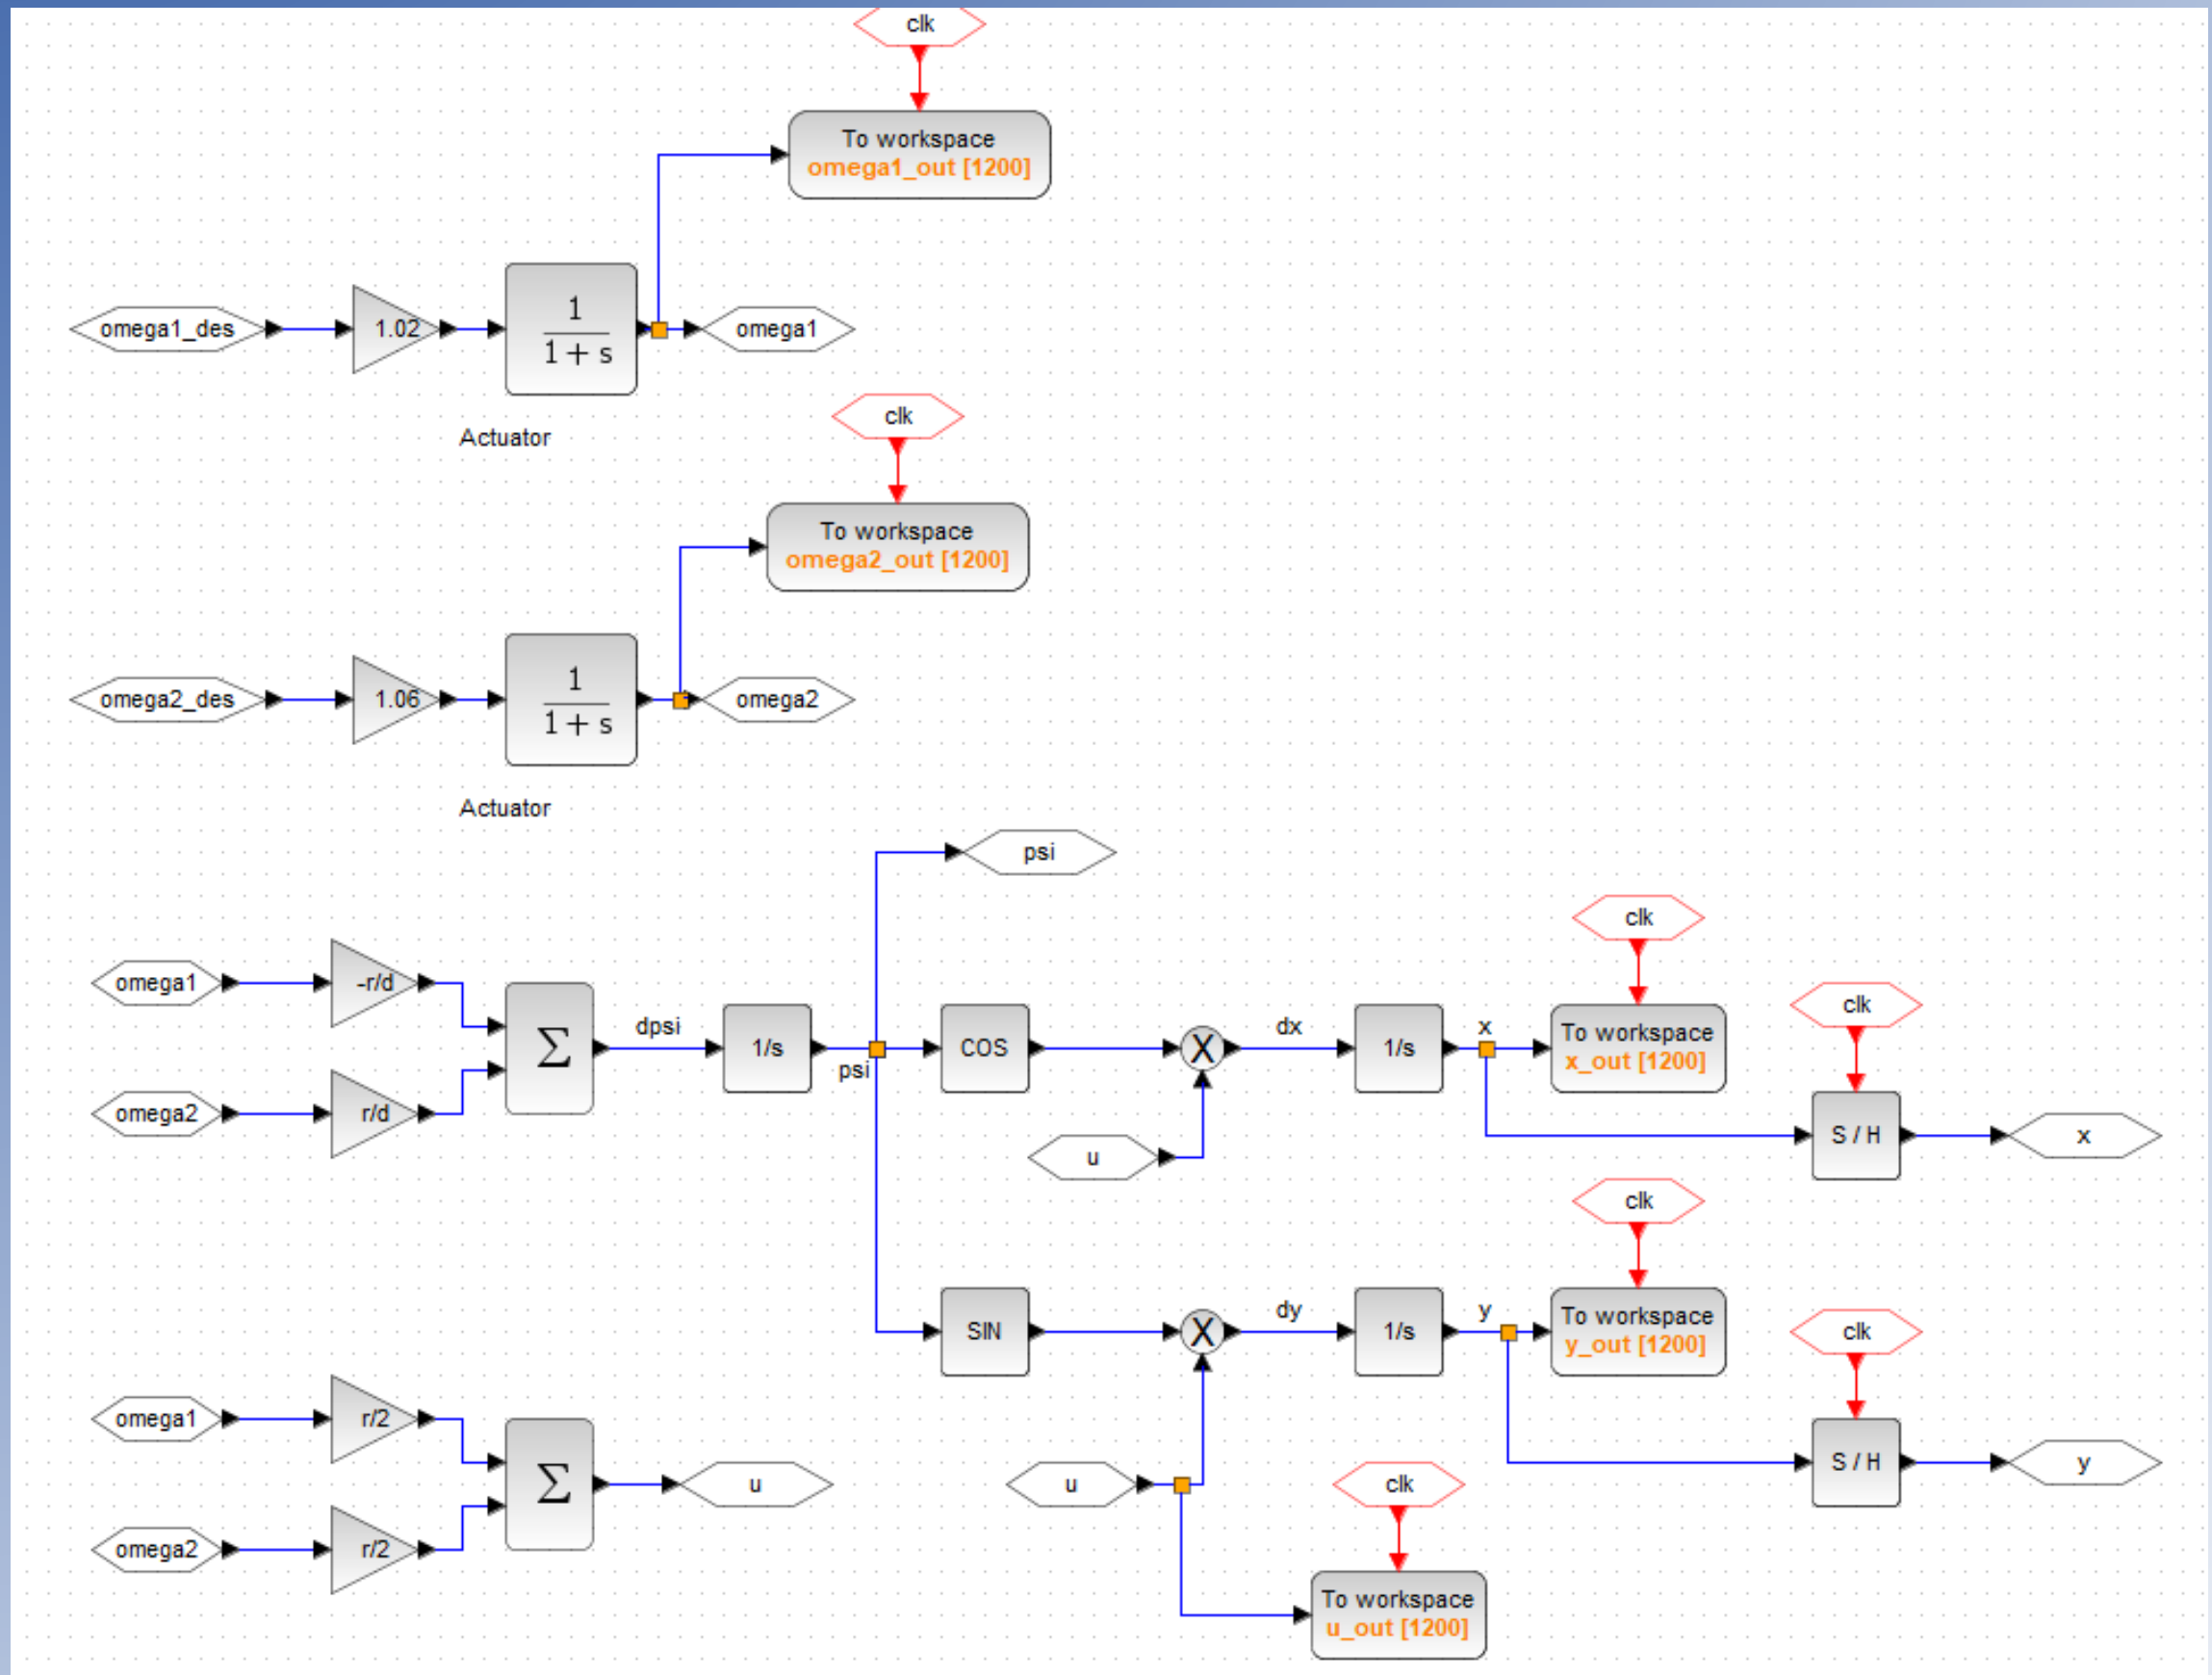 clk
To workspace
omega1_out [1200]
omega1_des
1.02
1
1 + s
omega1
Actuator
clk
To workspace
omega2_out [1200]
omega2_des
1.06
1
1 + s
omega2
Actuator
psi
omega1
-r/d
omega2
r/d
Σ
dpsi
1/s
psi
COS
X
u
dx
1/s
x
clk
To workspace
x_out [1200]
clk
S / H
x
SIN
X
dy
1/s
y
clk
To workspace
y_out [1200]
clk
S / H
y
omega1
r/2
omega2
r/2
Σ
u
u
clk
To workspace
u_out [1200]